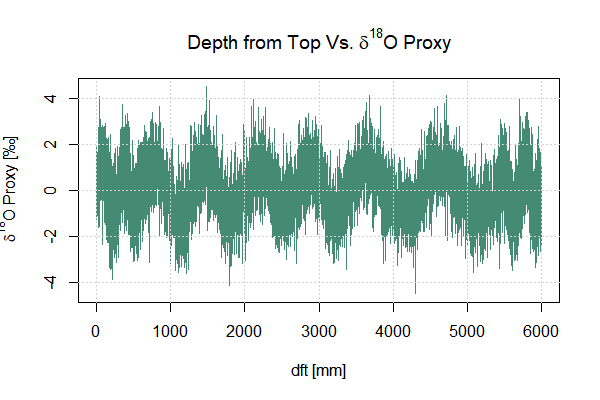 Depth from Top Vs. δ¹⁸O Proxy
δ¹⁸O Proxy [‰]
4
2
0
-2
-4
0 1000 2000 3000 4000 5000 6000
dft [mm]